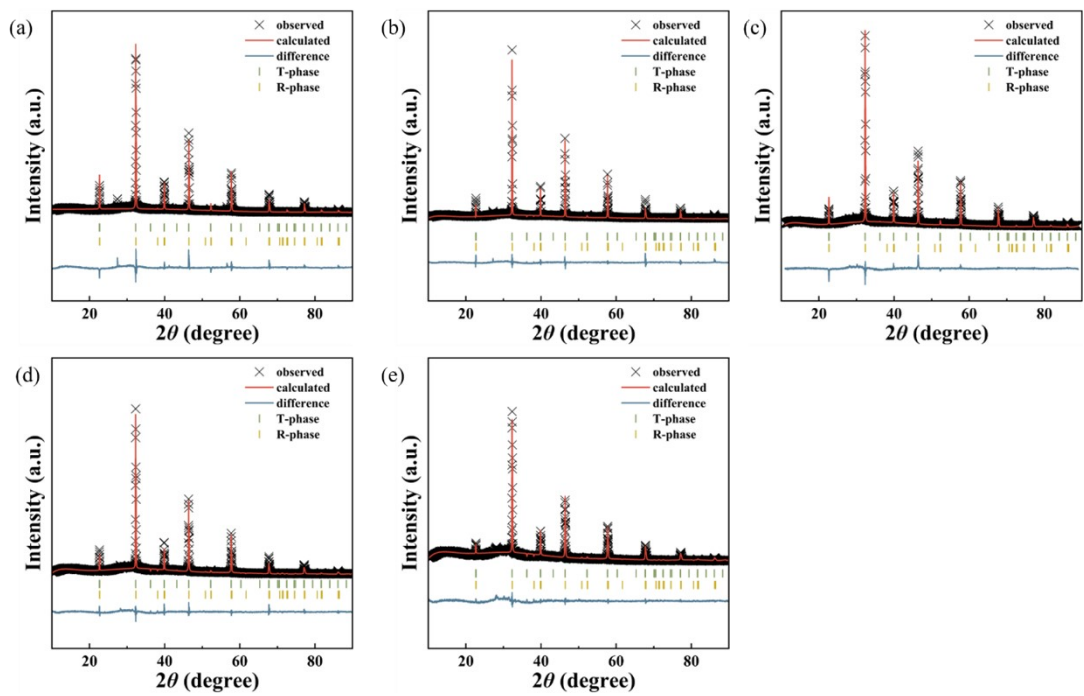 (a)
observed
calculated
difference
T-phase
R-phase
Intensity (a.u.)
20 40 60 80
2θ (degree)
(b)
observed
calculated
difference
T-phase
R-phase
Intensity (a.u.)
20 40 60 80
2θ (degree)
(c)
observed
calculated
difference
T-phase
R-phase
Intensity (a.u.)
20 40 60 80
2θ (degree)
(d)
observed
calculated
difference
T-phase
R-phase
Intensity (a.u.)
20 40 60 80
2θ (degree)
(e)
observed
calculated
difference
T-phase
R-phase
Intensity (a.u.)
20 40 60 80
2θ (degree)